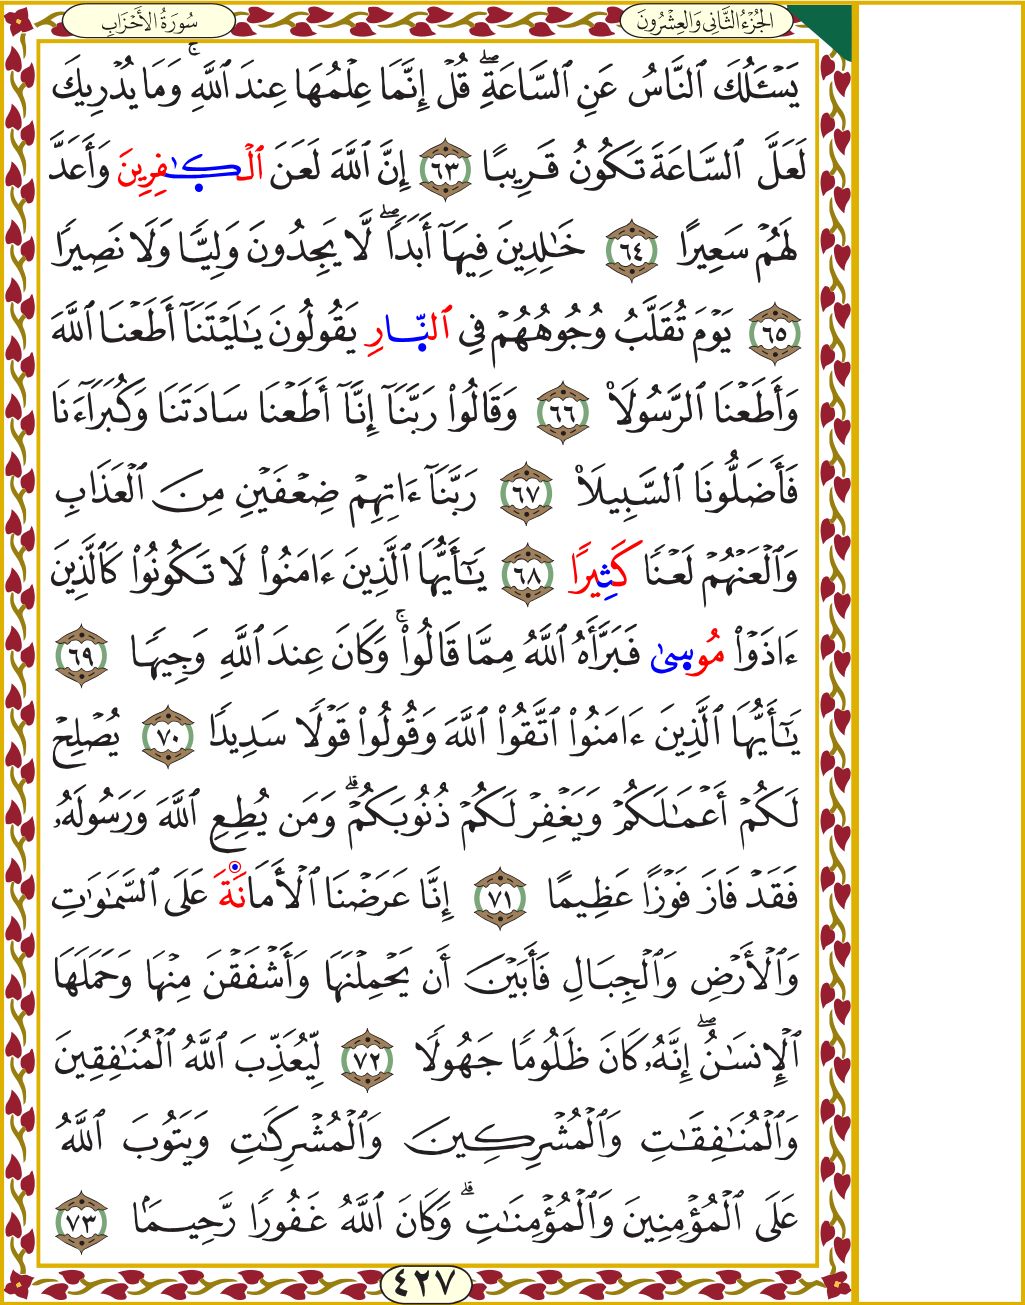 الجُزْءُ الثَّانِي وَالعِشْرُونَ
سُورَةُ الأَحْزَابِ
يَسْـَٔلُكَ ٱلنَّاسُ عَنِ ٱلسَّاعَةِۖ قُلْ إِنَّمَا عِلْمُهَا عِندَ ٱللَّهِۚ وَمَا يُدْرِيكَ
لَعَلَّ ٱلسَّاعَةَ تَكُونُ قَرِيبًا ٦٣ إِنَّ ٱللَّهَ لَعَنَ ٱلْكَٰفِرِينَ وَأَعَدَّ
لَهُمْ سَعِيرًا ٦٤ خَٰلِدِينَ فِيهَآ أَبَدًاۖ لَّا يَجِدُونَ وَلِيًّا وَلَا نَصِيرًا
٦٥ يَوْمَ تُقَلَّبُ وُجُوهُهُمْ فِي ٱلنَّارِ يَقُولُونَ يَٰلَيْتَنَآ أَطَعْنَا ٱللَّهَ
وَأَطَعْنَا ٱلرَّسُولَا۠ ٦٦ وَقَالُوا۟ رَبَّنَآ إِنَّآ أَطَعْنَا سَادَتَنَا وَكُبَرَآءَنَا
فَأَضَلُّونَا ٱلسَّبِيلَا۠ ٦٧ رَبَّنَآ ءَاتِهِمْ ضِعْفَيْنِ مِنَ ٱلْعَذَابِ
وَٱلْعَنْهُمْ لَعْنًا كَثِيرًا ٦٨ يَٰٓأَيُّهَا ٱلَّذِينَ ءَامَنُوا۟ لَا تَكُونُوا۟ كَٱلَّذِينَ
ءَاذَوْا۟ مُوسِىٰ فَبَرَّأَهُ ٱللَّهُ مِمَّا قَالُوا۟ۚ وَكَانَ عِندَ ٱللَّهِ وَجِيهًا ٦٩
يَٰٓأَيُّهَا ٱلَّذِينَ ءَامَنُوا۟ ٱتَّقُوا۟ ٱللَّهَ وَقُولُوا۟ قَوْلًا سَدِيدًا ٧٠ يُصْلِحْ
لَكُمْ أَعْمَٰلَكُمْ وَيَغْفِرْ لَكُمْ ذُنُوبَكُمْۗ وَمَن يُطِعِ ٱللَّهَ وَرَسُولَهُۥ
فَقَدْ فَازَ فَوْزًا عَظِيمًا ٧١ إِنَّا عَرَضْنَا ٱلْأَمَانَةَ عَلَى ٱلسَّمَٰوَٰتِ
وَٱلْأَرْضِ وَٱلْجِبَالِ فَأَبَيْنَ أَن يَحْمِلْنَهَا وَأَشْفَقْنَ مِنْهَا وَحَمَلَهَا
ٱلْإِنسَٰنُۖ إِنَّهُۥ كَانَ ظَلُومًا جَهُولًا ٧٢ لِّيُعَذِّبَ ٱللَّهُ ٱلْمُنَٰفِقِينَ
وَٱلْمُنَٰفِقَٰتِ وَٱلْمُشْرِكِينَ وَٱلْمُشْرِكَٰتِ وَيَتُوبَ ٱللَّهُ
عَلَى ٱلْمُؤْمِنِينَ وَٱلْمُؤْمِنَٰتِۗ وَكَانَ ٱللَّهُ غَفُورًا رَّحِيمًۢا ٧٣
٤٢٧